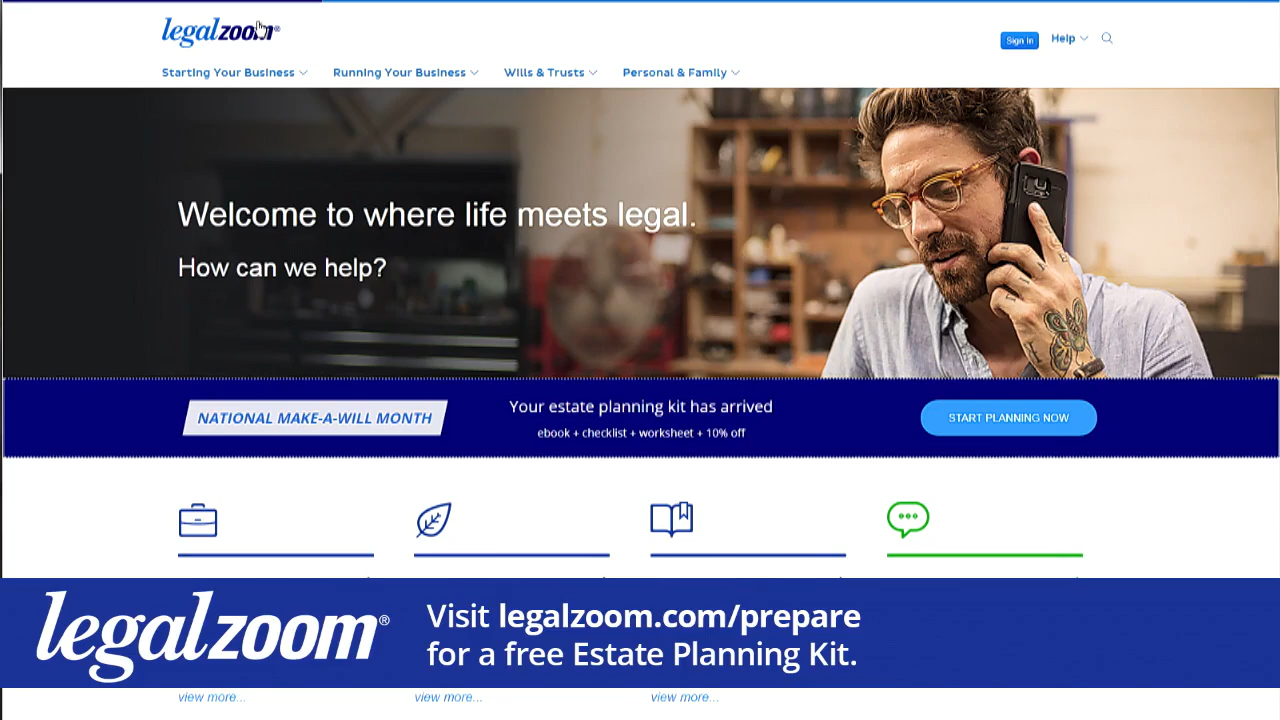 legalzoom®
Sign In
Help
Starting Your Business
Running Your Business
Wills & Trusts
Personal & Family
Welcome to where life meets legal.
How can we help?
NATIONAL MAKE-A-WILL MONTH
Your estate planning kit has arrived
ebook + checklist + worksheet + 10% off
START PLANNING NOW
legalzoom®
Visit legalzoom.com/prepare
for a free Estate Planning Kit.
view more...
view more...
view more...